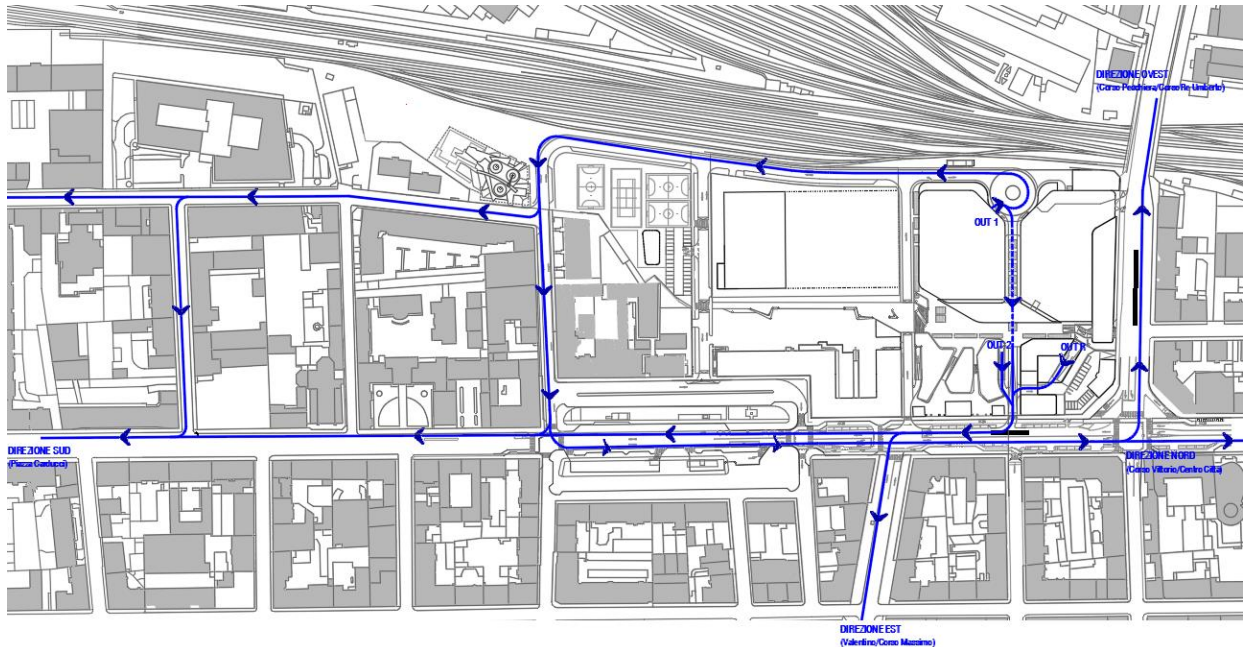 DIREZIONE OVEST
(Corso Peschiera/Corso Re Umberto)
OUT 1
OUT 2
OUT R
DIREZIONE SUD
(Piazza Carducci)
DIREZIONE NORD
(Corso Vittorio/Centro Città)
DIREZIONE EST
(Valentino/Corso Massimo)